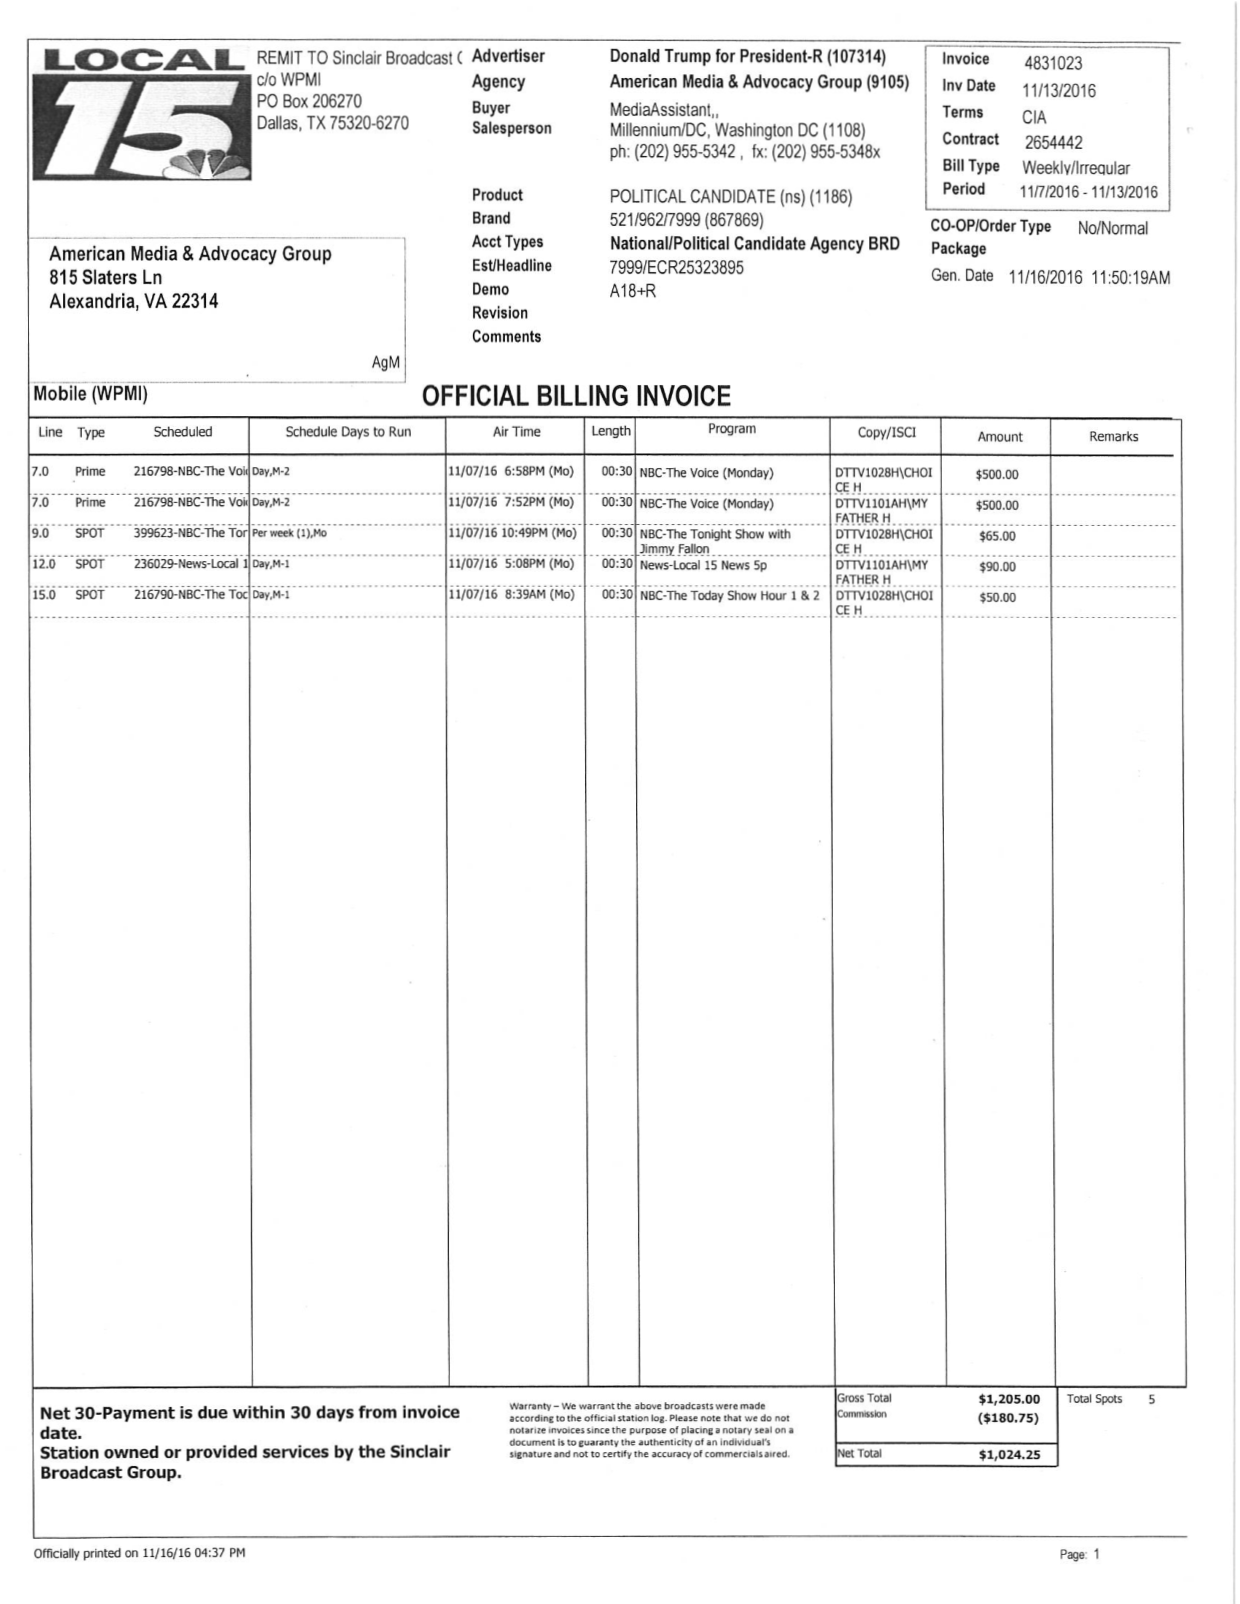 LOCAL
15
REMIT TO Sinclair Broadcast (
c/o WPMI
PO Box 206270
Dallas, TX 75320-6270
Advertiser Donald Trump for President-R (107314)
Agency American Media & Advocacy Group (9105)
Buyer MediaAssistant,,
Salesperson Millennium/DC, Washington DC (1108)
ph: (202) 955-5342 , fx: (202) 955-5348x
Product POLITICAL CANDIDATE (ns) (1186)
Brand 521/962/7999 (867869)
Acct Types National/Political Candidate Agency BRD
Est/Headline 7999/ECR25323895
Demo A18+R
Revision
Comments
Invoice 4831023
Inv Date 11/13/2016
Terms CIA
Contract 2654442
Bill Type Weekly/Irregular
Period 11/7/2016 - 11/13/2016
CO-OP/Order Type No/Normal
Package
Gen. Date 11/16/2016 11:50:19AM
American Media & Advocacy Group
815 Slaters Ln
Alexandria, VA 22314
AgM
Mobile (WPMI) OFFICIAL BILLING INVOICE
Line Type Scheduled Schedule Days to Run Air Time Length Program Copy/ISCI Amount Remarks
7.0 Prime 216798-NBC-The Voi Day,M-2 11/07/16 6:58PM (Mo) 00:30 NBC-The Voice (Monday) DTTV1028H\CHOI $500.00
CE H
7.0 Prime 216798-NBC-The Voi Day,M-2 11/07/16 7:52PM (Mo) 00:30 NBC-The Voice (Monday) DTTV1101AH\MY $500.00
FATHER H
9.0 SPOT 399623-NBC-The Tor Per week (1),Mo 11/07/16 10:49PM (Mo) 00:30 NBC-The Tonight Show with DTTV1028H\CHOI $65.00
Jimmy Fallon CE H
12.0 SPOT 236029-News-Local 1 Day,M-1 11/07/16 5:08PM (Mo) 00:30 News-Local 15 News 5p DTTV1101AH\MY $90.00
FATHER H
15.0 SPOT 216790-NBC-The Toc Day,M-1 11/07/16 8:39AM (Mo) 00:30 NBC-The Today Show Hour 1 & 2 DTTV1028H\CHOI $50.00
CE H
Net 30-Payment is due within 30 days from invoice
date.
Station owned or provided services by the Sinclair
Broadcast Group.
Warranty – We warrant the above broadcasts were made
according to the official station log. Please note that we do not
notarize invoices since the purpose of placing a notary seal on a
document is to guaranty the authenticity of an individual's
signature and not to certify the accuracy of commercials aired.
Gross Total $1,205.00 Total Spots 5
Commission ($180.75)
Net Total $1,024.25
Officially printed on 11/16/16 04:37 PM Page: 1